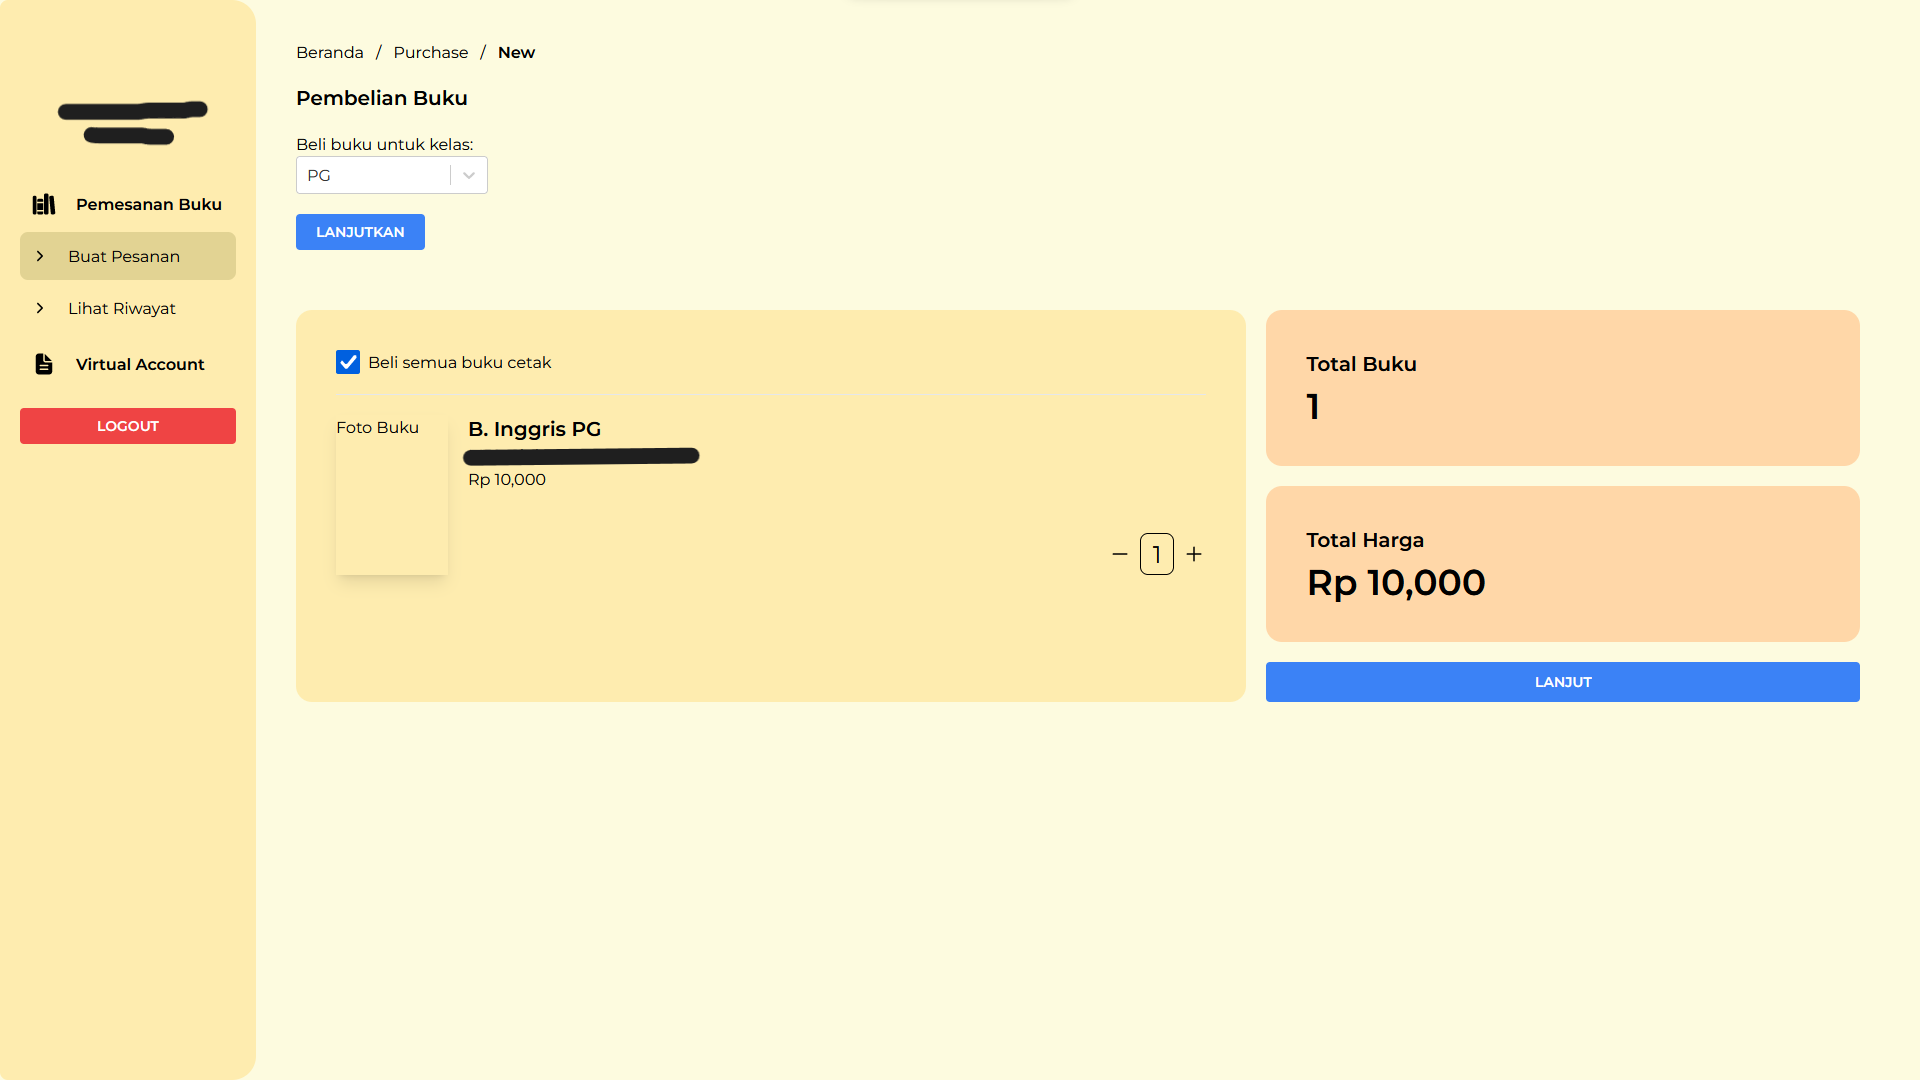 Beranda / Purchase / New
Pembelian Buku
Beli buku untuk kelas:
PG
LANJUTKAN
Pemesanan Buku
Buat Pesanan
Lihat Riwayat
Virtual Account
LOGOUT
Beli semua buku cetak
Foto Buku
B. Inggris PG
Rp 10,000
1
Total Buku
1
Total Harga
Rp 10,000
LANJUT